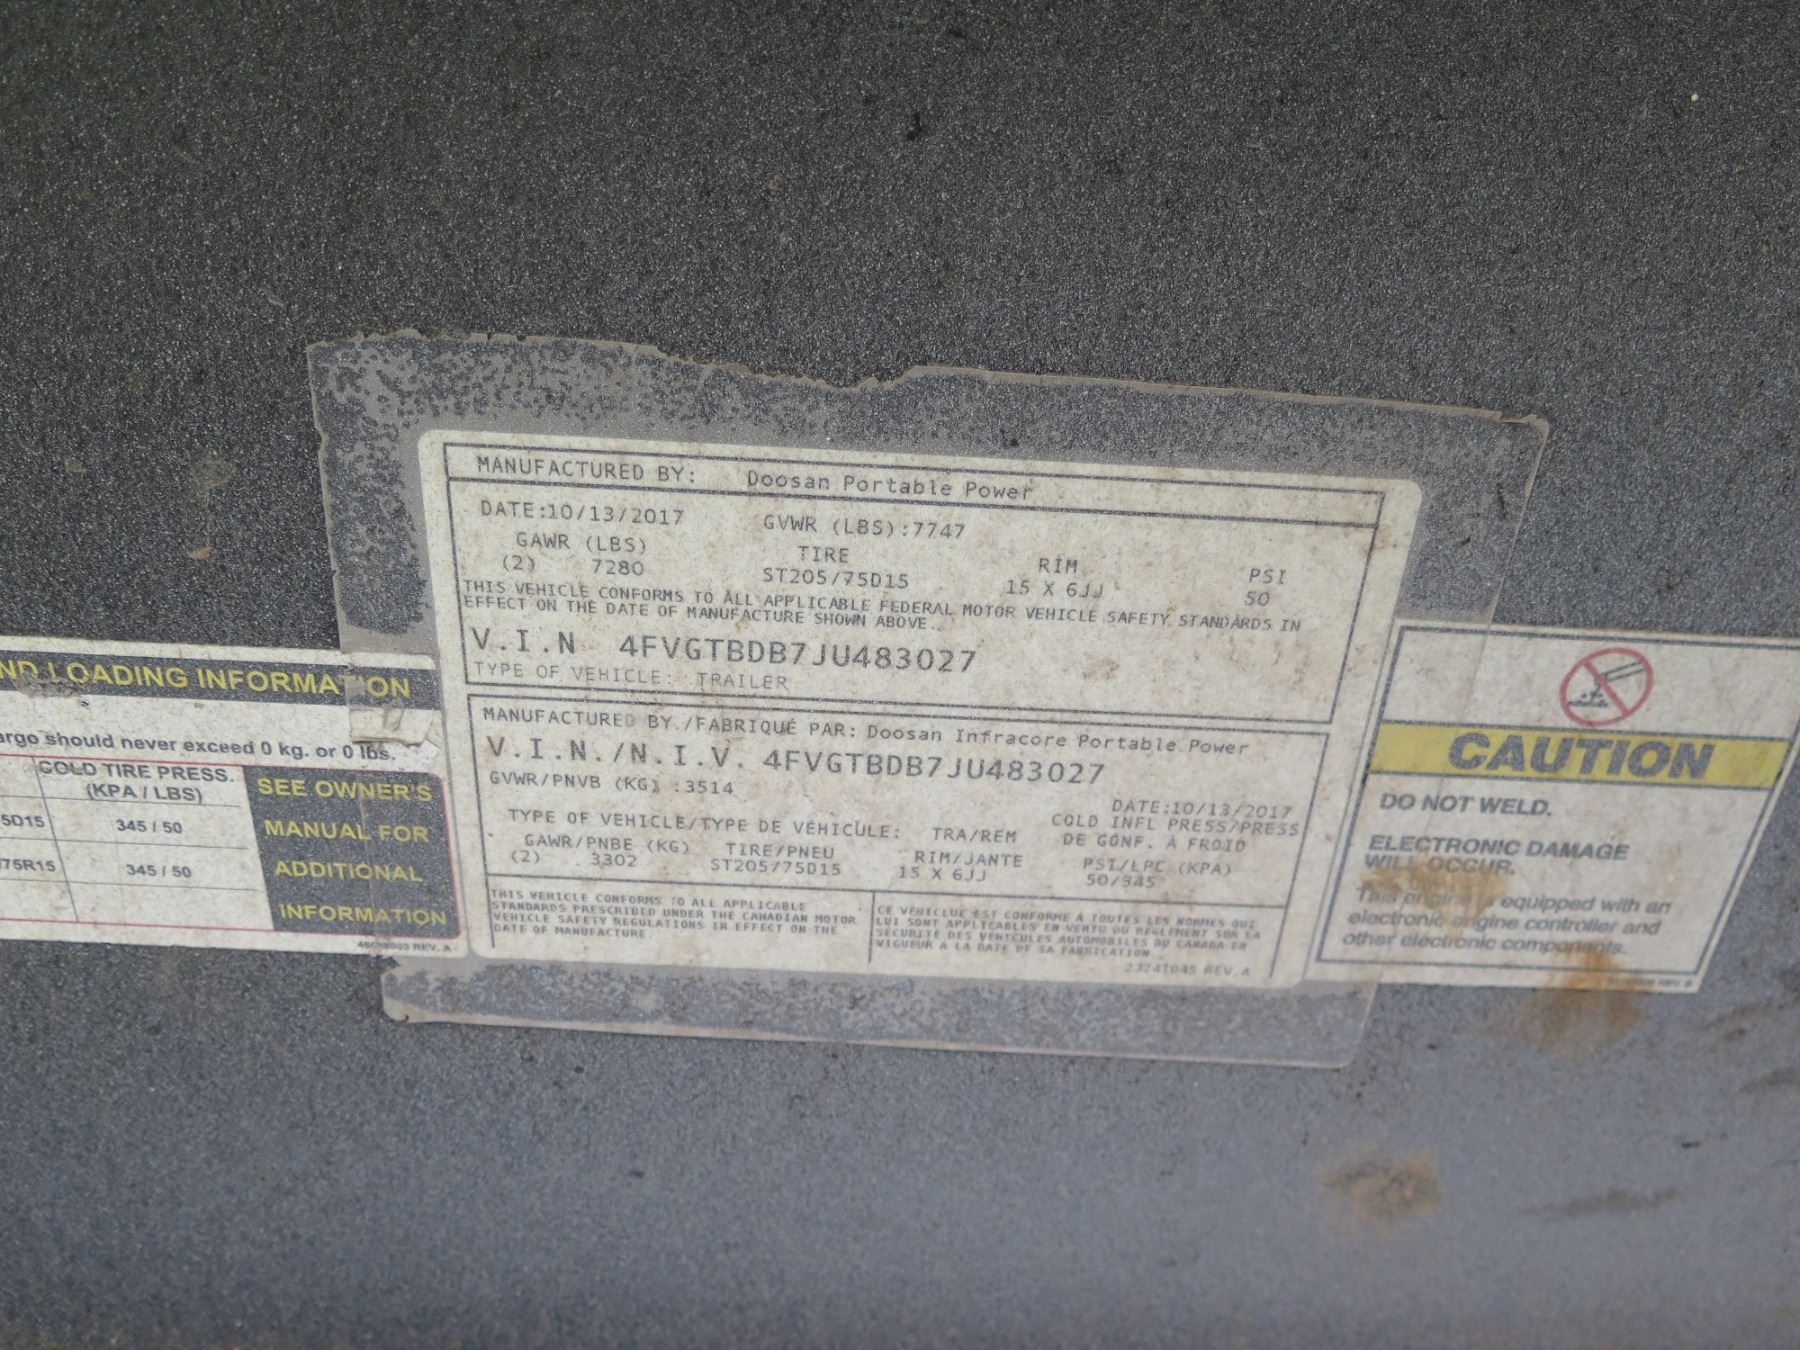 MANUFACTURED BY: Doosan Portable Power
DATE:10/13/2017 GVWR (LBS):7747
GAWR (LBS) TIRE RIM PSI
(2) 7280 ST205/75D15 15 X 6JJ 50
THIS VEHICLE CONFORMS TO ALL APPLICABLE FEDERAL MOTOR VEHICLE SAFETY STANDARDS IN
EFFECT ON THE DATE OF MANUFACTURE SHOWN ABOVE.
V.I.N 4FVGTBDB7JU483027
TYPE OF VEHICLE: TRAILER
MANUFACTURED BY./FABRIQUÉ PAR: Doosan Infracore Portable Power
V.I.N./N.I.V. 4FVGTBDB7JU483027
GVWR/PNVB (KG) :3514
DATE:10/13/2017
TYPE OF VEHICLE/TYPE DE VÉHICULE: TRA/REM COLD INFL PRESS/PRESS
DE GONF. À FROID
GAWR/PNBE (KG) TIRE/PNEU RIM/JANTE PSI/LPC (KPA)
(2) 3302 ST205/75D15 15 X 6JJ 50/345
THIS VEHICLE CONFORMS TO ALL APPLICABLE
STANDARDS PRESCRIBED UNDER THE CANADIAN MOTOR
VEHICLE SAFETY REGULATIONS IN EFFECT ON THE
DATE OF MANUFACTURE
CE VEHICLUE EST CONFORME A TOUTES LES NORMES QUI
LUI SONT APPLICABLES EN VERTU DU REGLEMENT SUR LA
SECURITE DES VEHICULES AUTOMOBILES DU CANADA EN
VIGUEUR A LA DATE DE SA FABRICATION
23241045 REV.A
ND LOADING INFORMATION
argo should never exceed 0 kg. or 0 lbs.
COLD TIRE PRESS.
(KPA / LBS)
5D15 345 / 50
/75R15 345 / 50
SEE OWNER'S
MANUAL FOR
ADDITIONAL
INFORMATION
REV. A
CAUTION
DO NOT WELD.
ELECTRONIC DAMAGE
WILL OCCUR.
This engine is equipped with an
electronic engine controller and
other electronic components.